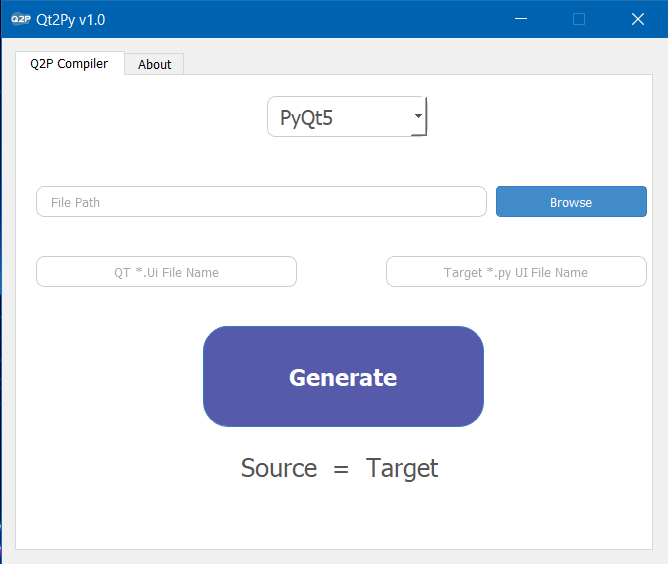 Q2P Qt2Py v1.0
Q2P Compiler About
PyQt5
File Path Browse
QT *.Ui File Name Target *.py UI File Name
Generate
Source = Target